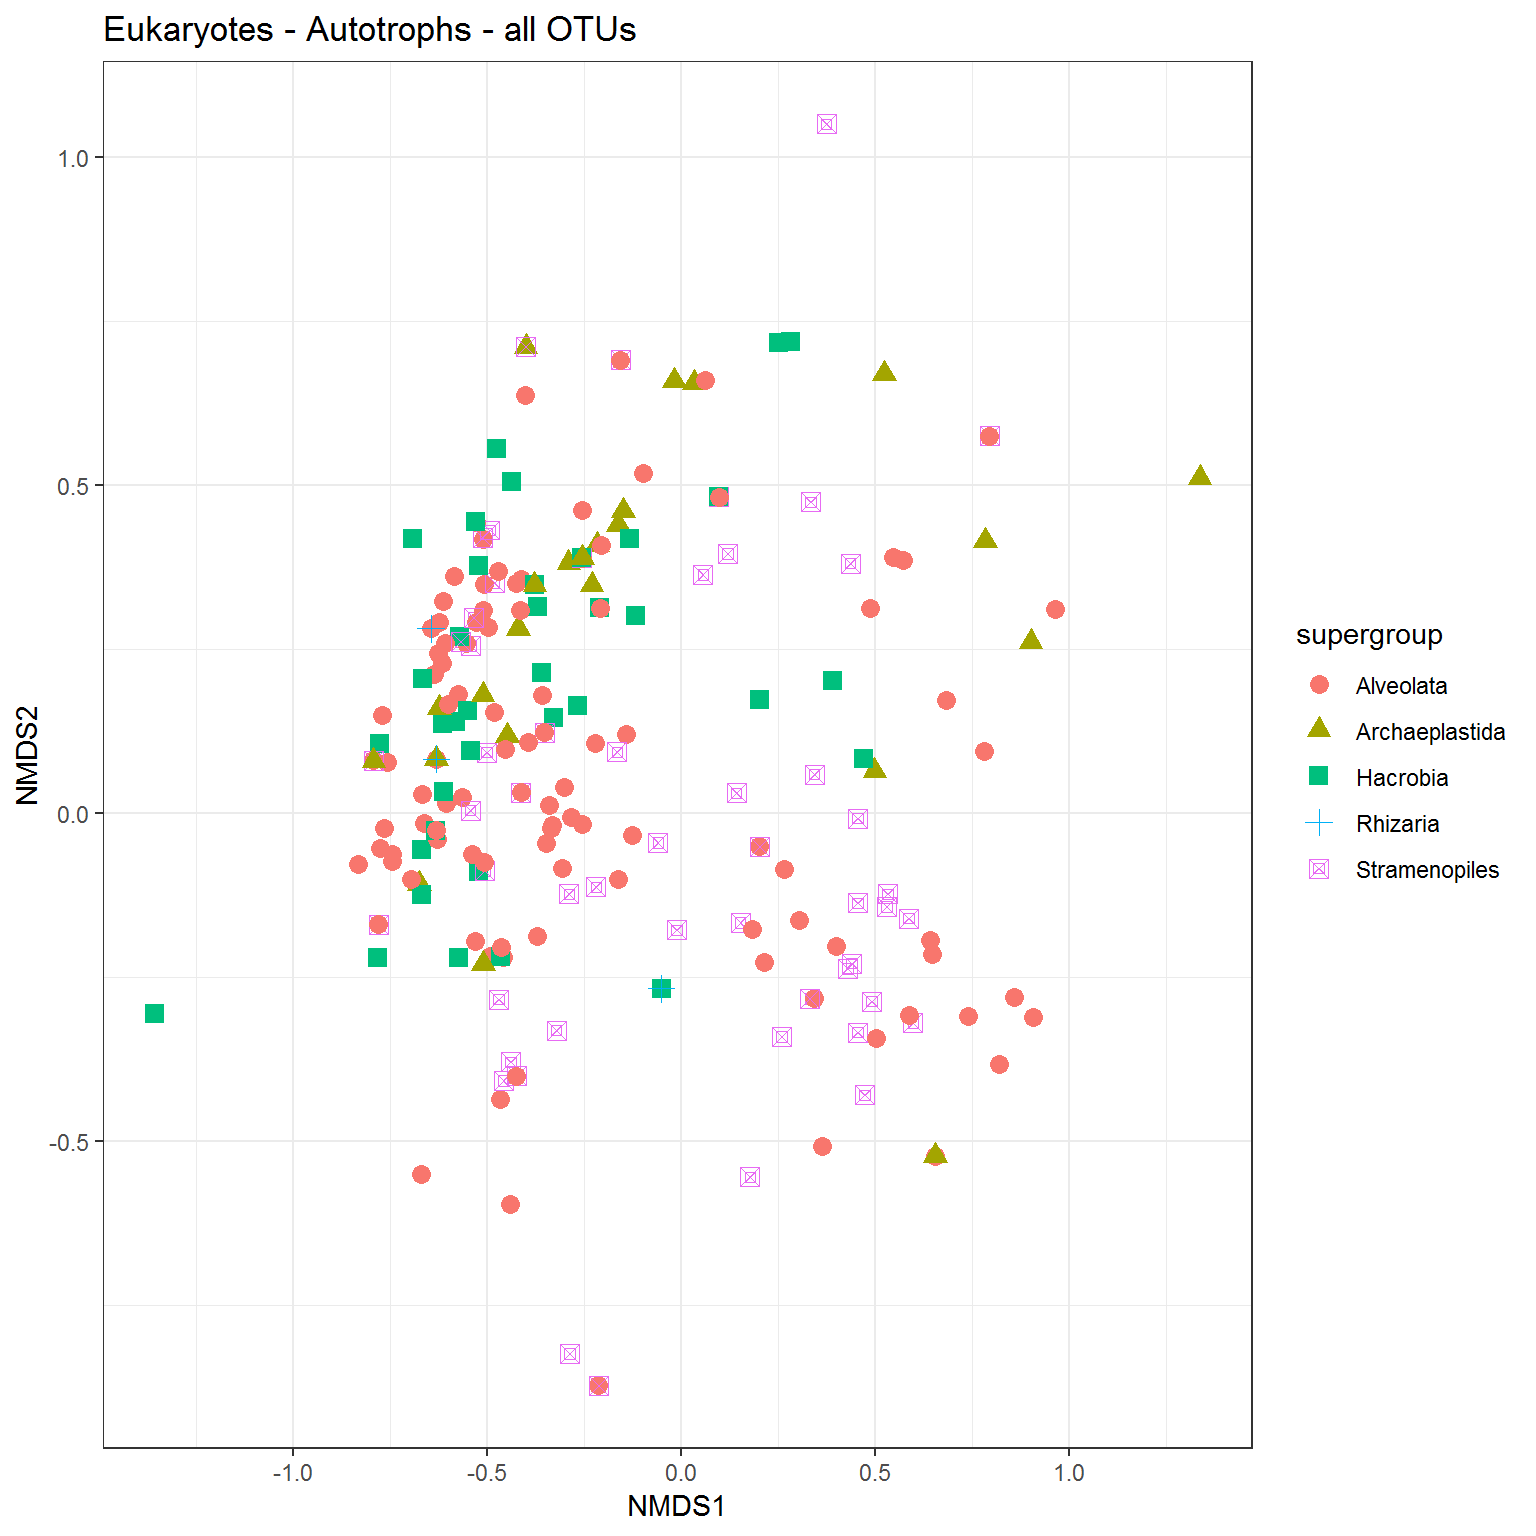 Eukaryotes - Autotrophs - all OTUs
1.0
0.5
0.0
-0.5
NMDS2
-1.0
-0.5
0.0
0.5
1.0
NMDS1
supergroup
Alveolata
Archaeplastida
Hacrobia
Rhizaria
Stramenopiles